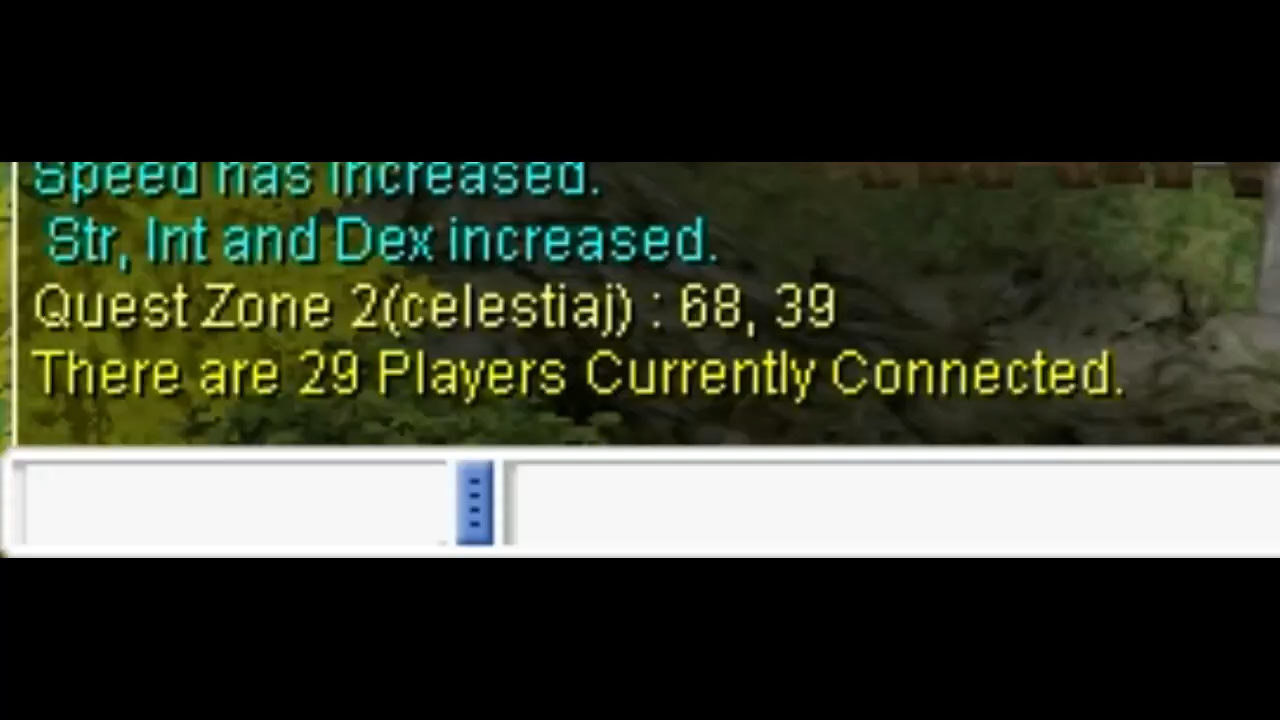 Speed has increased.
Str, Int and Dex increased.
Quest Zone 2(celestiaj) : 68, 39
There are 29 Players Currently Connected.